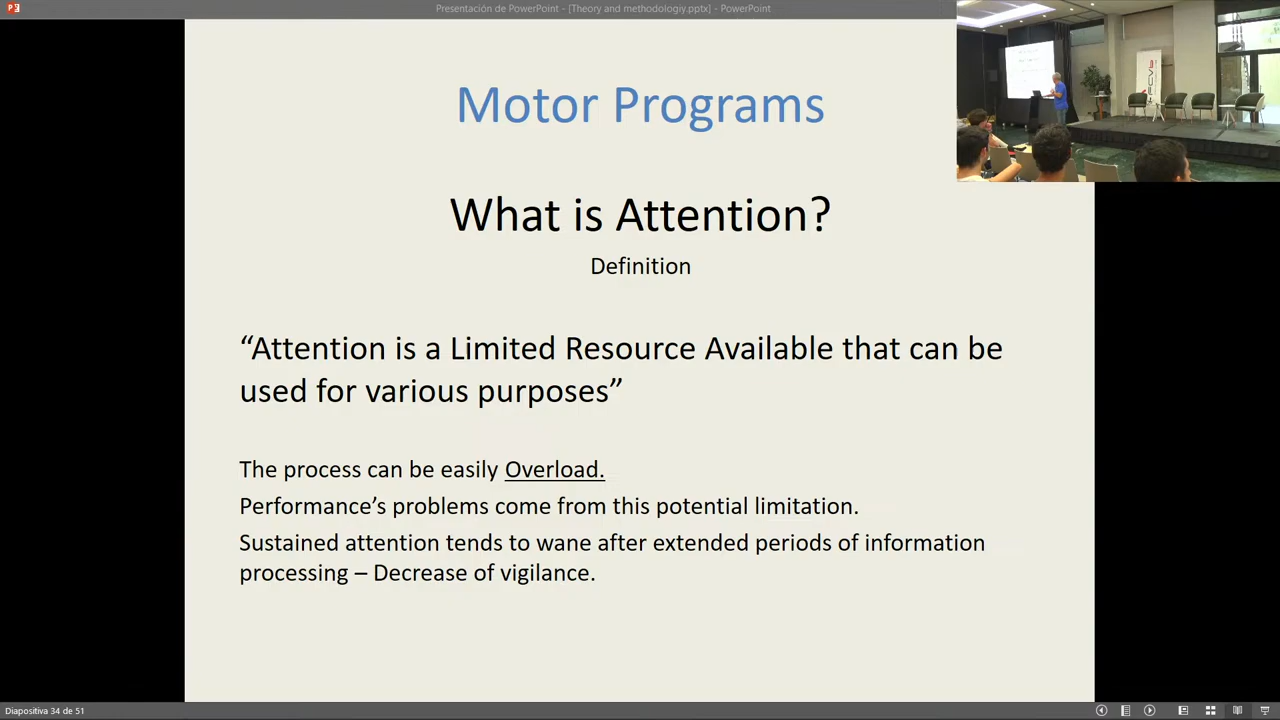 Presentación de PowerPoint - [Theory and methodologiy.pptx] - PowerPoint
Motor Programs
What is Attention?
Definition
“Attention is a Limited Resource Available that can be
used for various purposes”
The process can be easily Overload.
Performance’s problems come from this potential limitation.
Sustained attention tends to wane after extended periods of information
processing – Decrease of vigilance.
Diapositiva 34 de 51